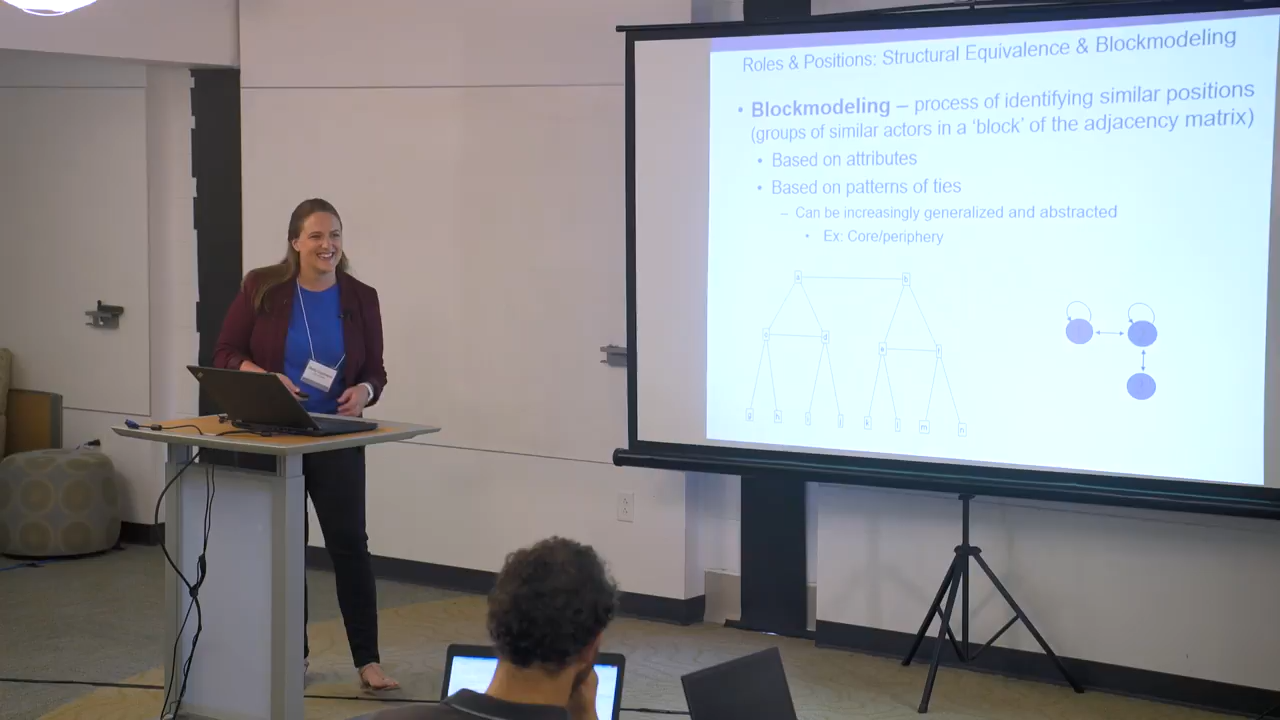 Roles & Positions: Structural Equivalence & Blockmodeling
• Blockmodeling – process of identifying similar positions
(groups of similar actors in a 'block' of the adjacency matrix)
• Based on attributes
• Based on patterns of ties
– Can be increasingly generalized and abstracted
• Ex: Core/periphery
a b
c d e f
g h i j k l m n